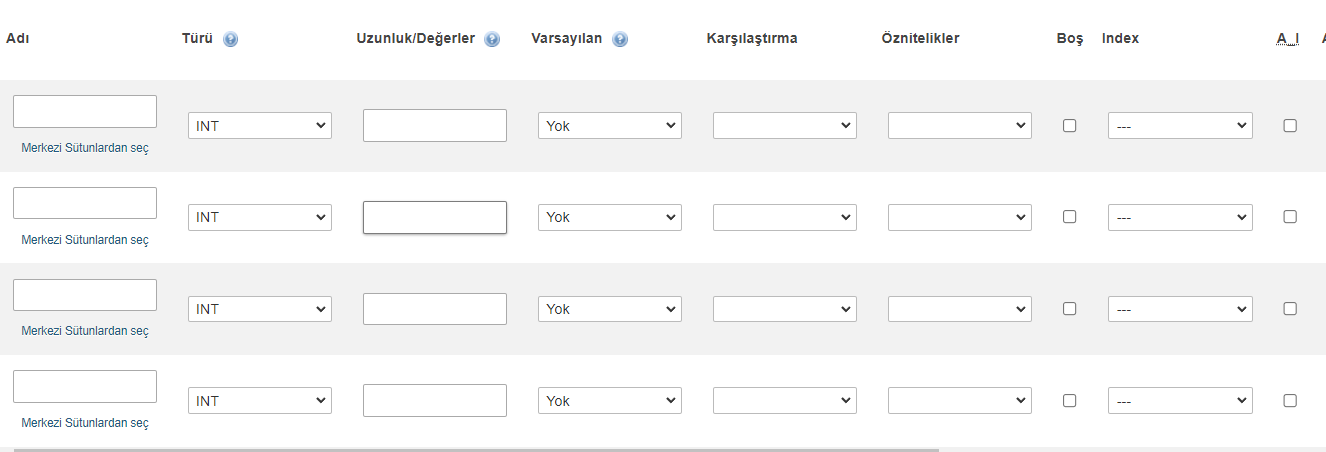 Adı Türü Uzunluk/Değerler Varsayılan Karşılaştırma Öznitelikler Boş Index A_I
INT Yok ---
Merkezi Sütunlardan seç
INT Yok ---
Merkezi Sütunlardan seç
INT Yok ---
Merkezi Sütunlardan seç
INT Yok ---
Merkezi Sütunlardan seç